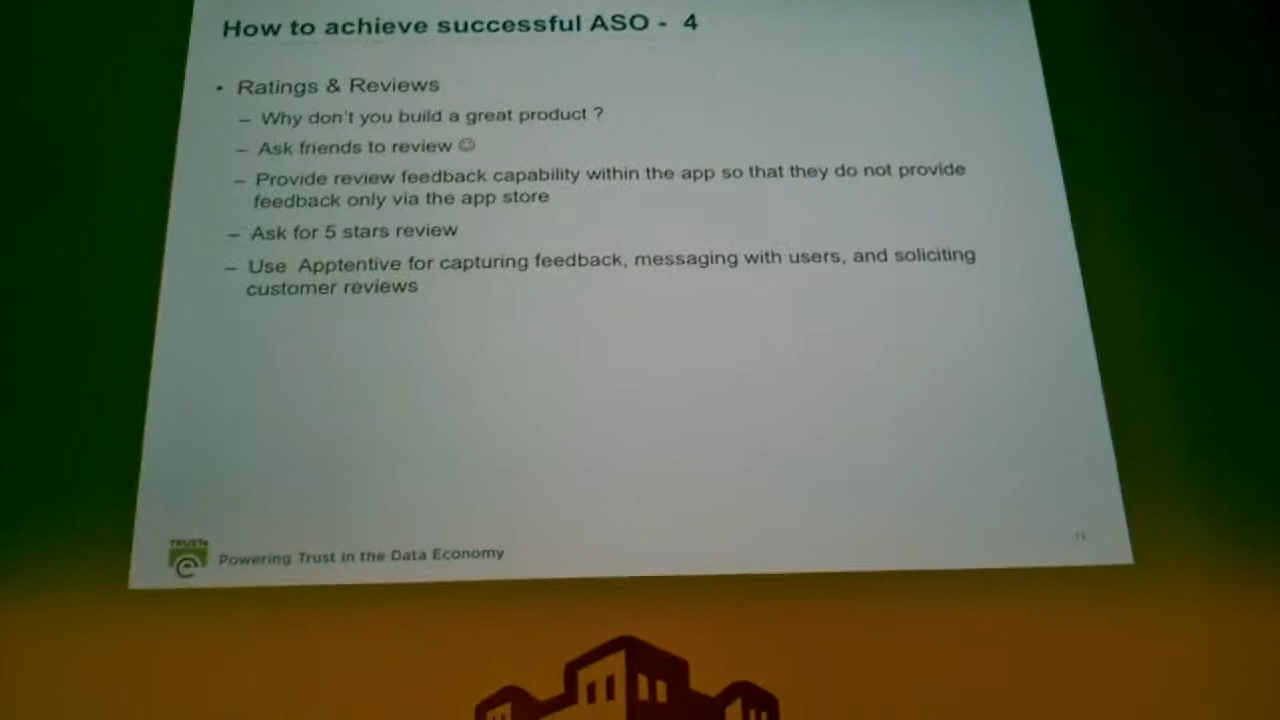 How to achieve successful ASO - 4
• Ratings & Reviews
– Why don't you build a great product ?
– Ask friends to review ☺
– Provide review feedback capability within the app so that they do not provide
feedback only via the app store
– Ask for 5 stars review
– Use Apptentive for capturing feedback, messaging with users, and soliciting
customer reviews
TRUSTe
Powering Trust in the Data Economy